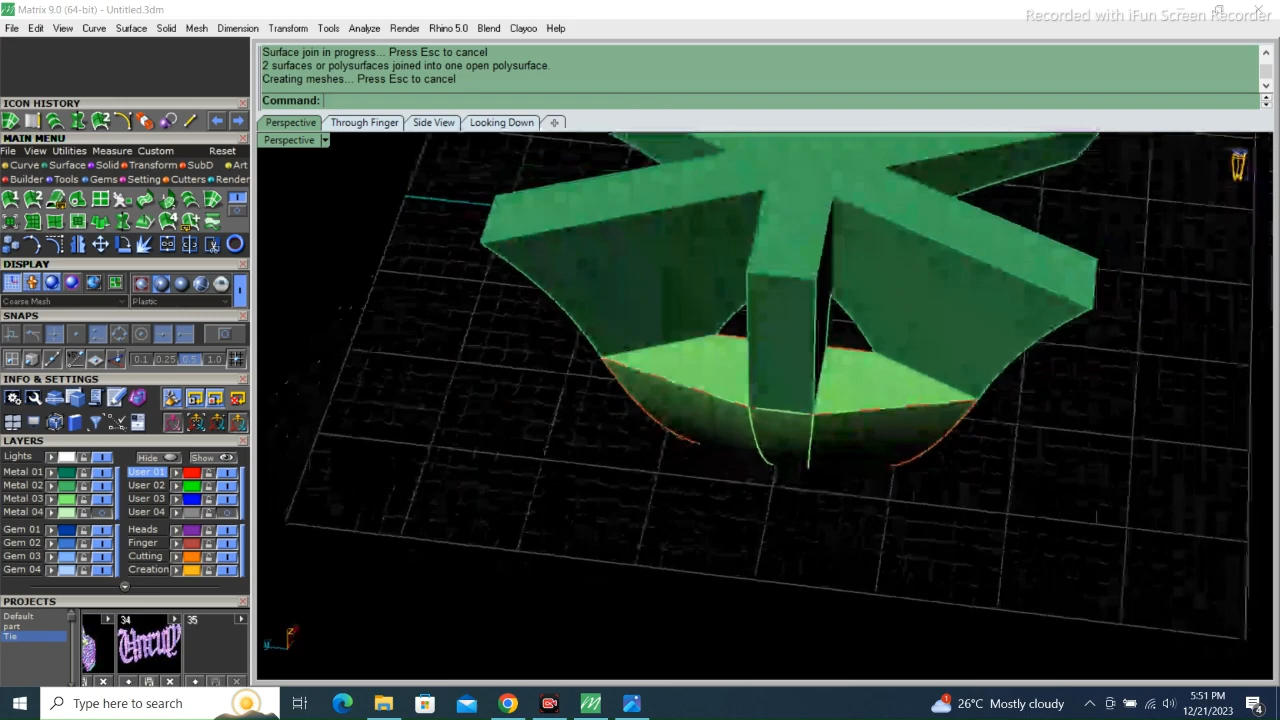 Matrix 9.0 (64-bit) - Untitled.3dm
Recorded with iFun Screen Recorder
File Edit View Curve Surface Solid Mesh Dimension Transform Tools Analyze Render Rhino 5.0 Blend Clayoo Help
Surface join in progress... Press Esc to cancel
2 surfaces or polysurfaces joined into one open polysurface.
Creating meshes... Press Esc to cancel
Command:
Perspective Through Finger Side View Looking Down
Perspective
ICON HISTORY
MAIN MENU
File View Utilities Measure Custom Reset
Curve Surface Solid Transform SubD Art
Builder Tools Gems Setting Cutters Render
DISPLAY
Coarse Mesh Plastic
SNAPS
0.1 0.25 0.5 1.0
INFO & SETTINGS
LAYERS
Lights Hide Show
Metal 01 User 01
Metal 02 User 02
Metal 03 User 03
Metal 04 User 04
Gem 01 Heads
Gem 02 Finger
Gem 03 Cutting
Gem 04 Creation
PROJECTS
Default
part
Tie
34 35
z
y
Type here to search
1
26°C Mostly cloudy
5:51 PM
12/21/2023
4